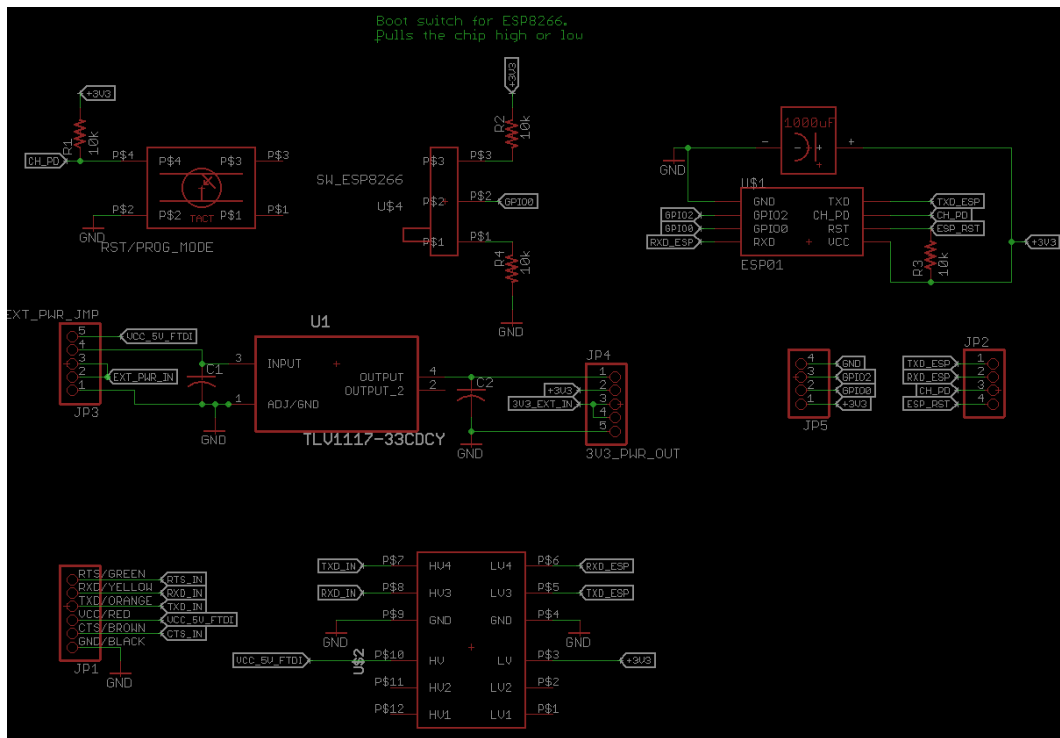 Boot switch for ESP8266.
Pulls the chip high or low
+3V3
R1
10k
CH_PD
P$4
P$4
P$3
P$3
P$2
P$2
P$1
P$1
TACT
GND
RST/PROG_MODE
+3V3
R2
10k
P$3
P$3
SW_ESP8266
U$4
P$2
P$2
GPIO0
P$1
P$1
R4
10k
GND
1000uF
-
+
+
GND
U$1
GND
TXD
TXD_ESP
GPIO2
GPIO2
CH_PD
CH_PD
GPIO0
GPIO0
RST
ESP_RST
RXD_ESP
RXD
VCC
+3V3
ESP01
R3
10k
EXT_PWR_JMP
5
VCC_5V_FTDI
4
3
2
EXT_PWR_IN
1
JP3
C1
GND
U1
3
INPUT
OUTPUT
4
OUTPUT_2
2
1
ADJ/GND
TLV1117-33CDCY
C2
GND
JP4
1
+3V3
2
3V3_EXT_IN
3
4
5
3V3_PWR_OUT
4
GND
3
GPIO2
2
GPIO0
1
+3V3
JP5
JP2
TXD_ESP
1
RXD_ESP
2
CH_PD
3
ESP_RST
4
RTS/GREEN
RTS_IN
RXD/YELLOW
RXD_IN
TXD/ORANGE
TXD_IN
VCC/RED
VCC_5V_FTDI
CTS/BROWN
CTS_IN
GND/BLACK
JP1
GND
TXD_IN
P$7
HV4
LV4
P$6
RXD_ESP
RXD_IN
P$8
HV3
LV3
P$5
TXD_ESP
P$9
GND
GND
P$4
GND
GND
VCC_5V_FTDI
P$10
HV
LV
P$3
+3V3
U$2
P$11
HV2
LV2
P$2
P$12
HV1
LV1
P$1